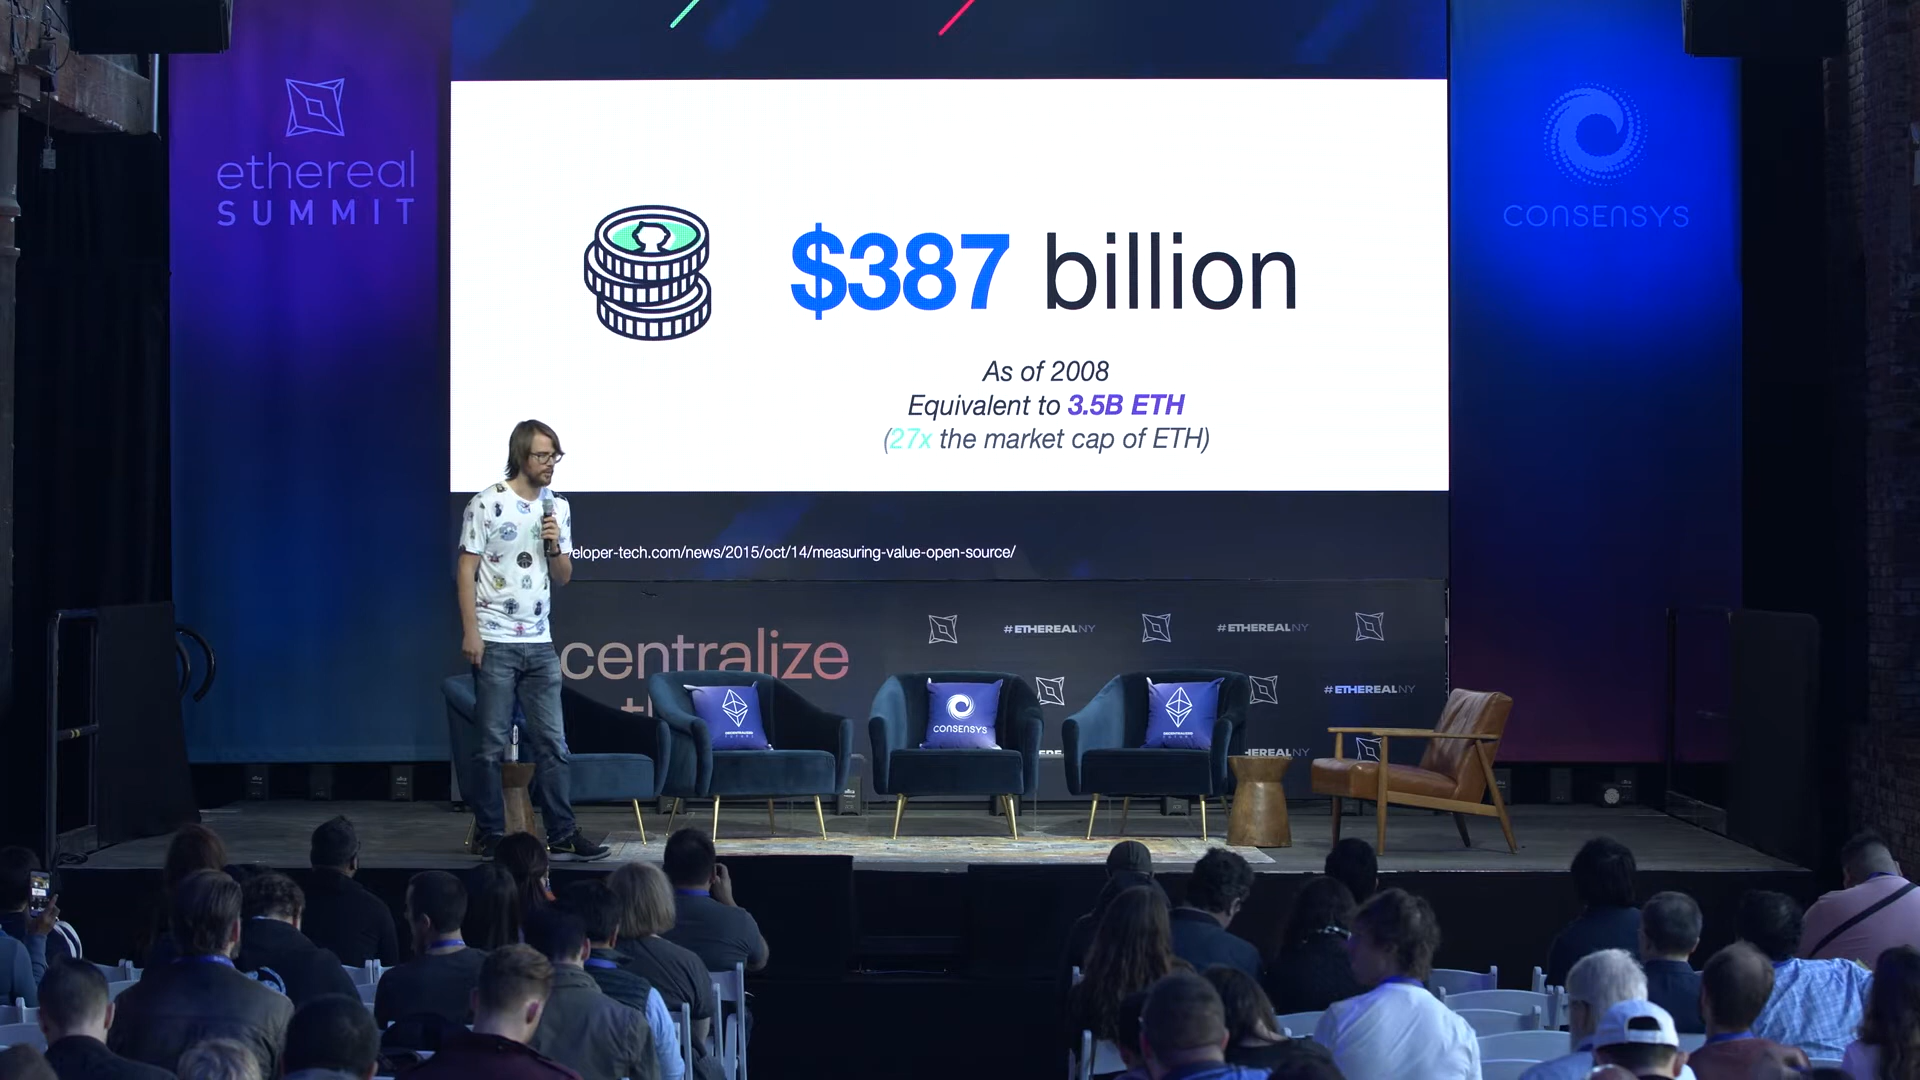 ethereal
SUMMIT
CONSENSYS
$387 billion
As of 2008
Equivalent to 3.5B ETH
(27x the market cap of ETH)
eloper-tech.com/news/2015/oct/14/measuring-value-open-source/
centralize
#ETHEREALNY
#ETHEREALNY
#ETHEREALNY
CONSENSYS
EREALNY